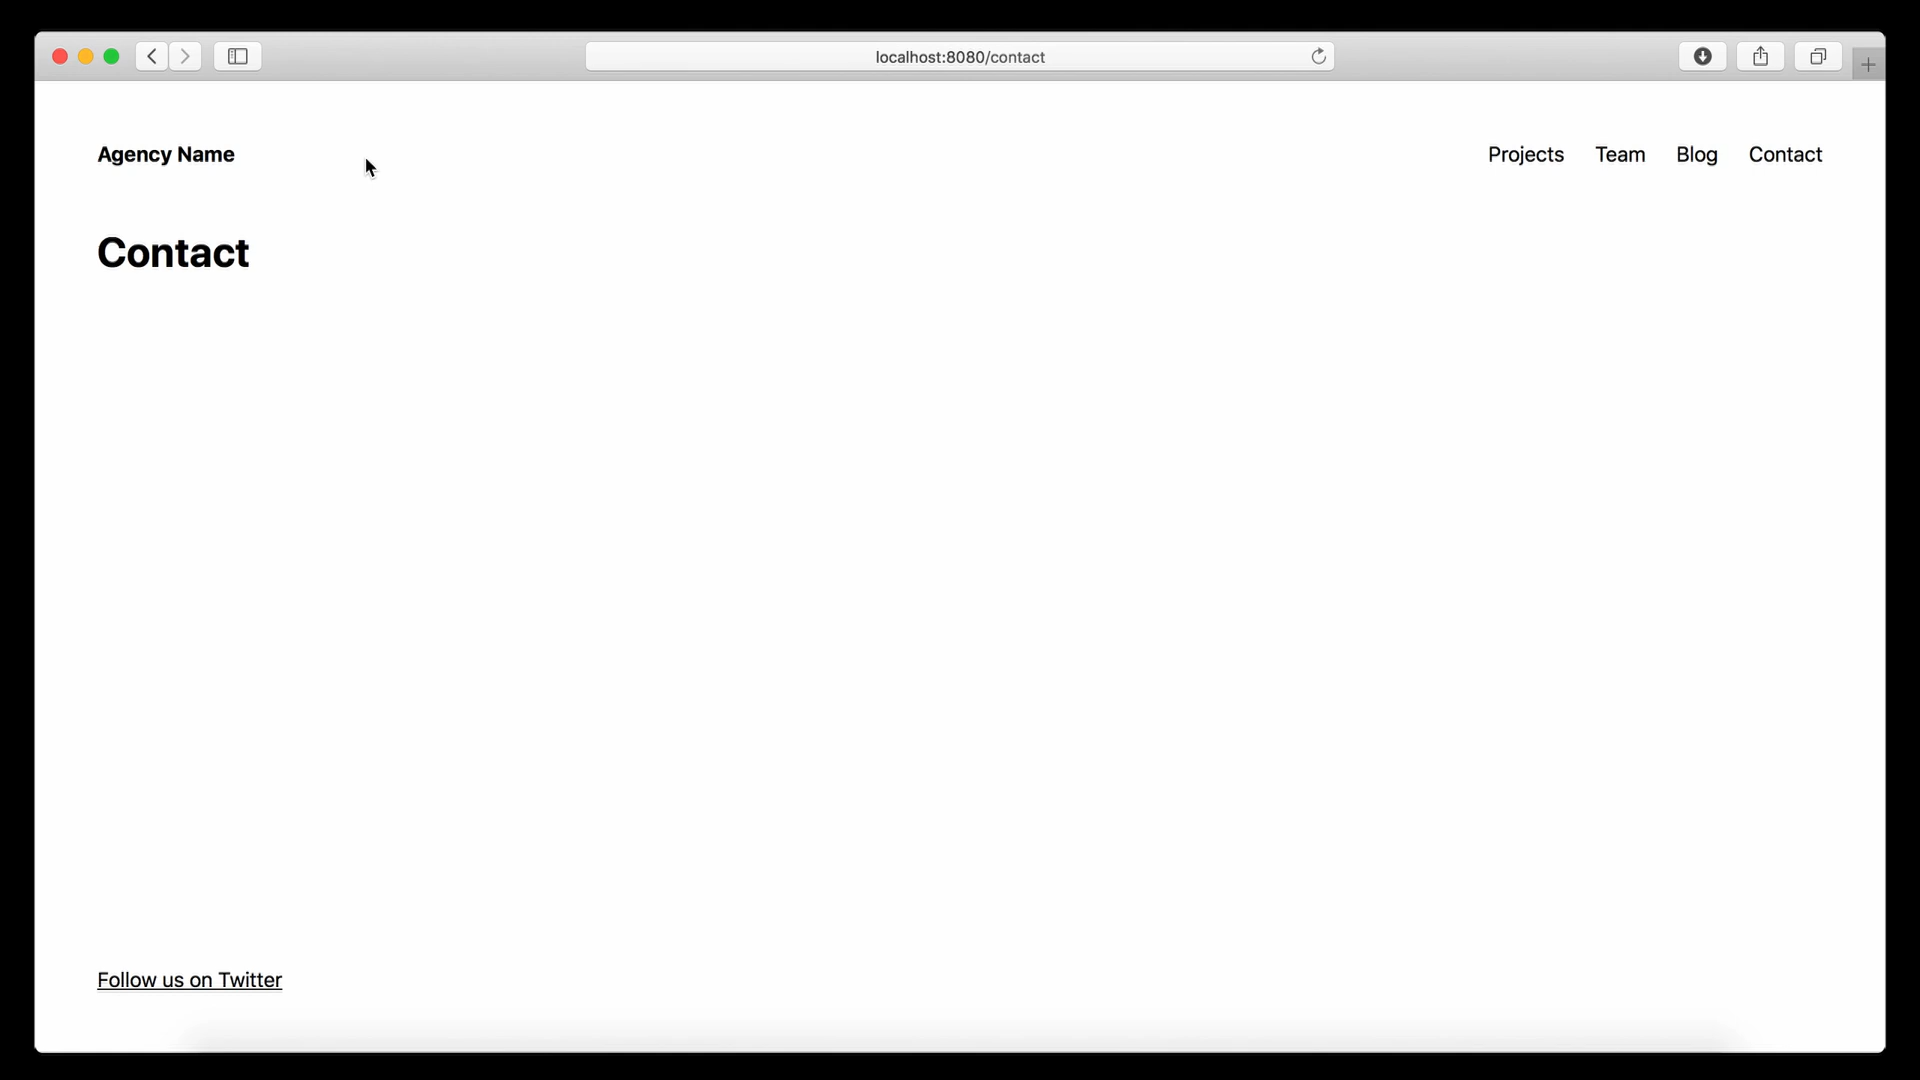 localhost:8080/contact
Agency Name
Projects Team Blog Contact
Contact
Follow us on Twitter